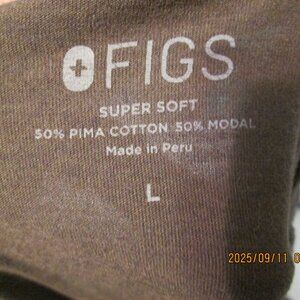 FIGS
SUPER SOFT
50% PIMA COTTON 50% MODAL
Made in Peru
L
2025/09/11